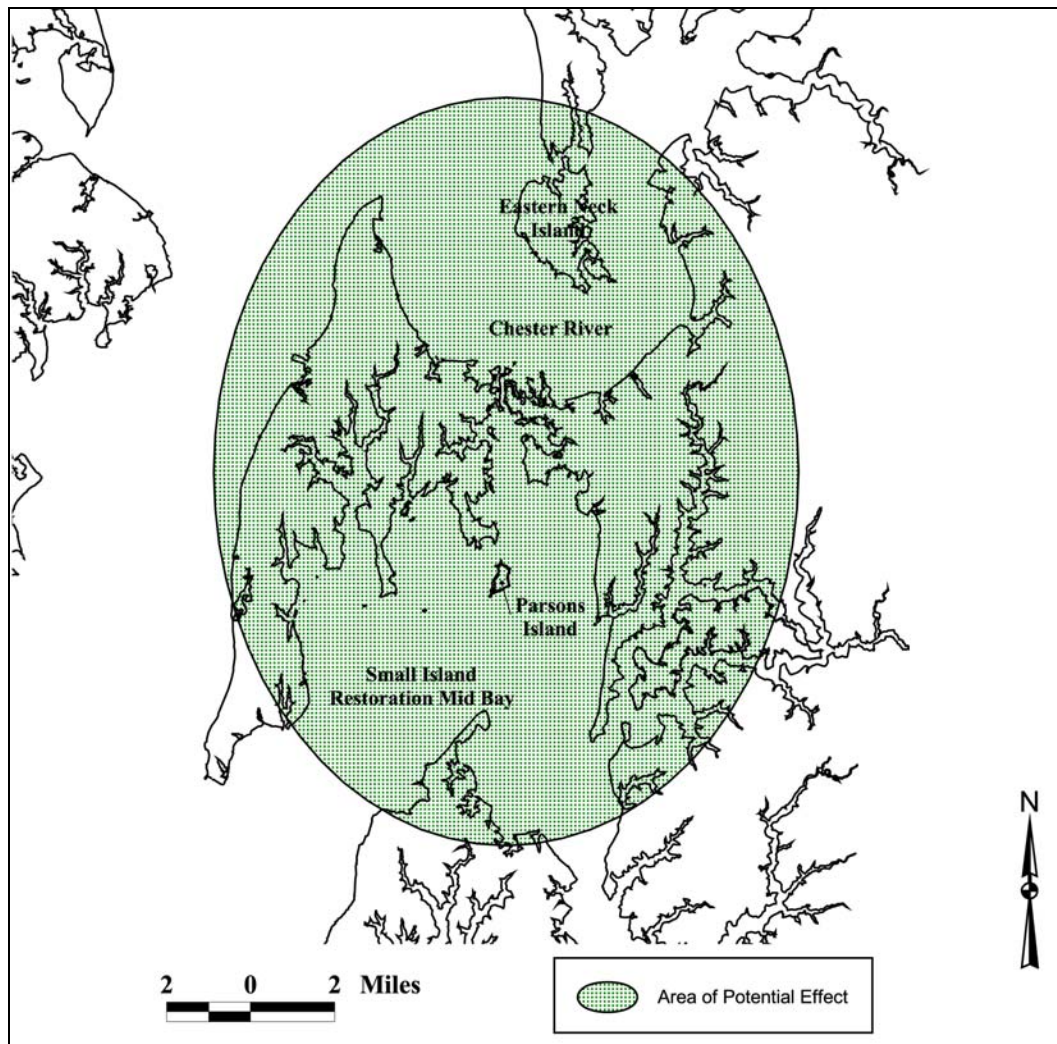 Eastern Neck
Island
Chester River
Parsons
Island
Small Island
Restoration Mid Bay
N
2 0 2 Miles
Area of Potential Effect